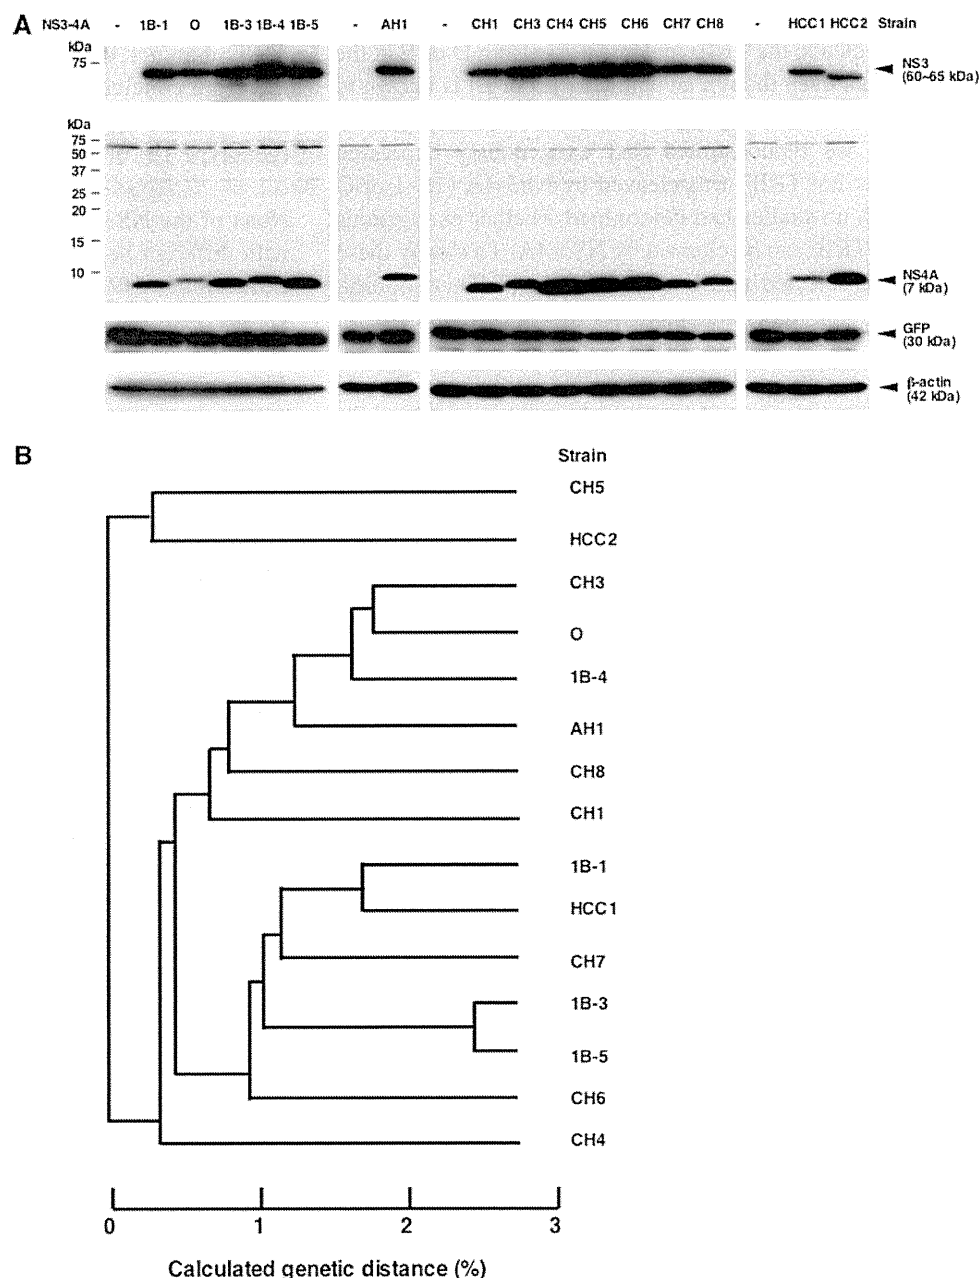 A
NS3-4A - 1B-1 O 1B-3 1B-4 1B-5 - AH1 - CH1 CH3 CH4 CH5 CH6 CH7 CH8 - HCC1 HCC2 Strain
kDa
75
NS3
(60~65 kDa)
kDa
75
50
37
25
20
15
10
NS4A
(7 kDa)
GFP
(30 kDa)
β-actin
(42 kDa)
B
Strain
CH5
HCC2
CH3
O
1B-4
AH1
CH8
CH1
1B-1
HCC1
CH7
1B-3
1B-5
CH6
CH4
0 1 2 3
Calculated genetic distance (%)